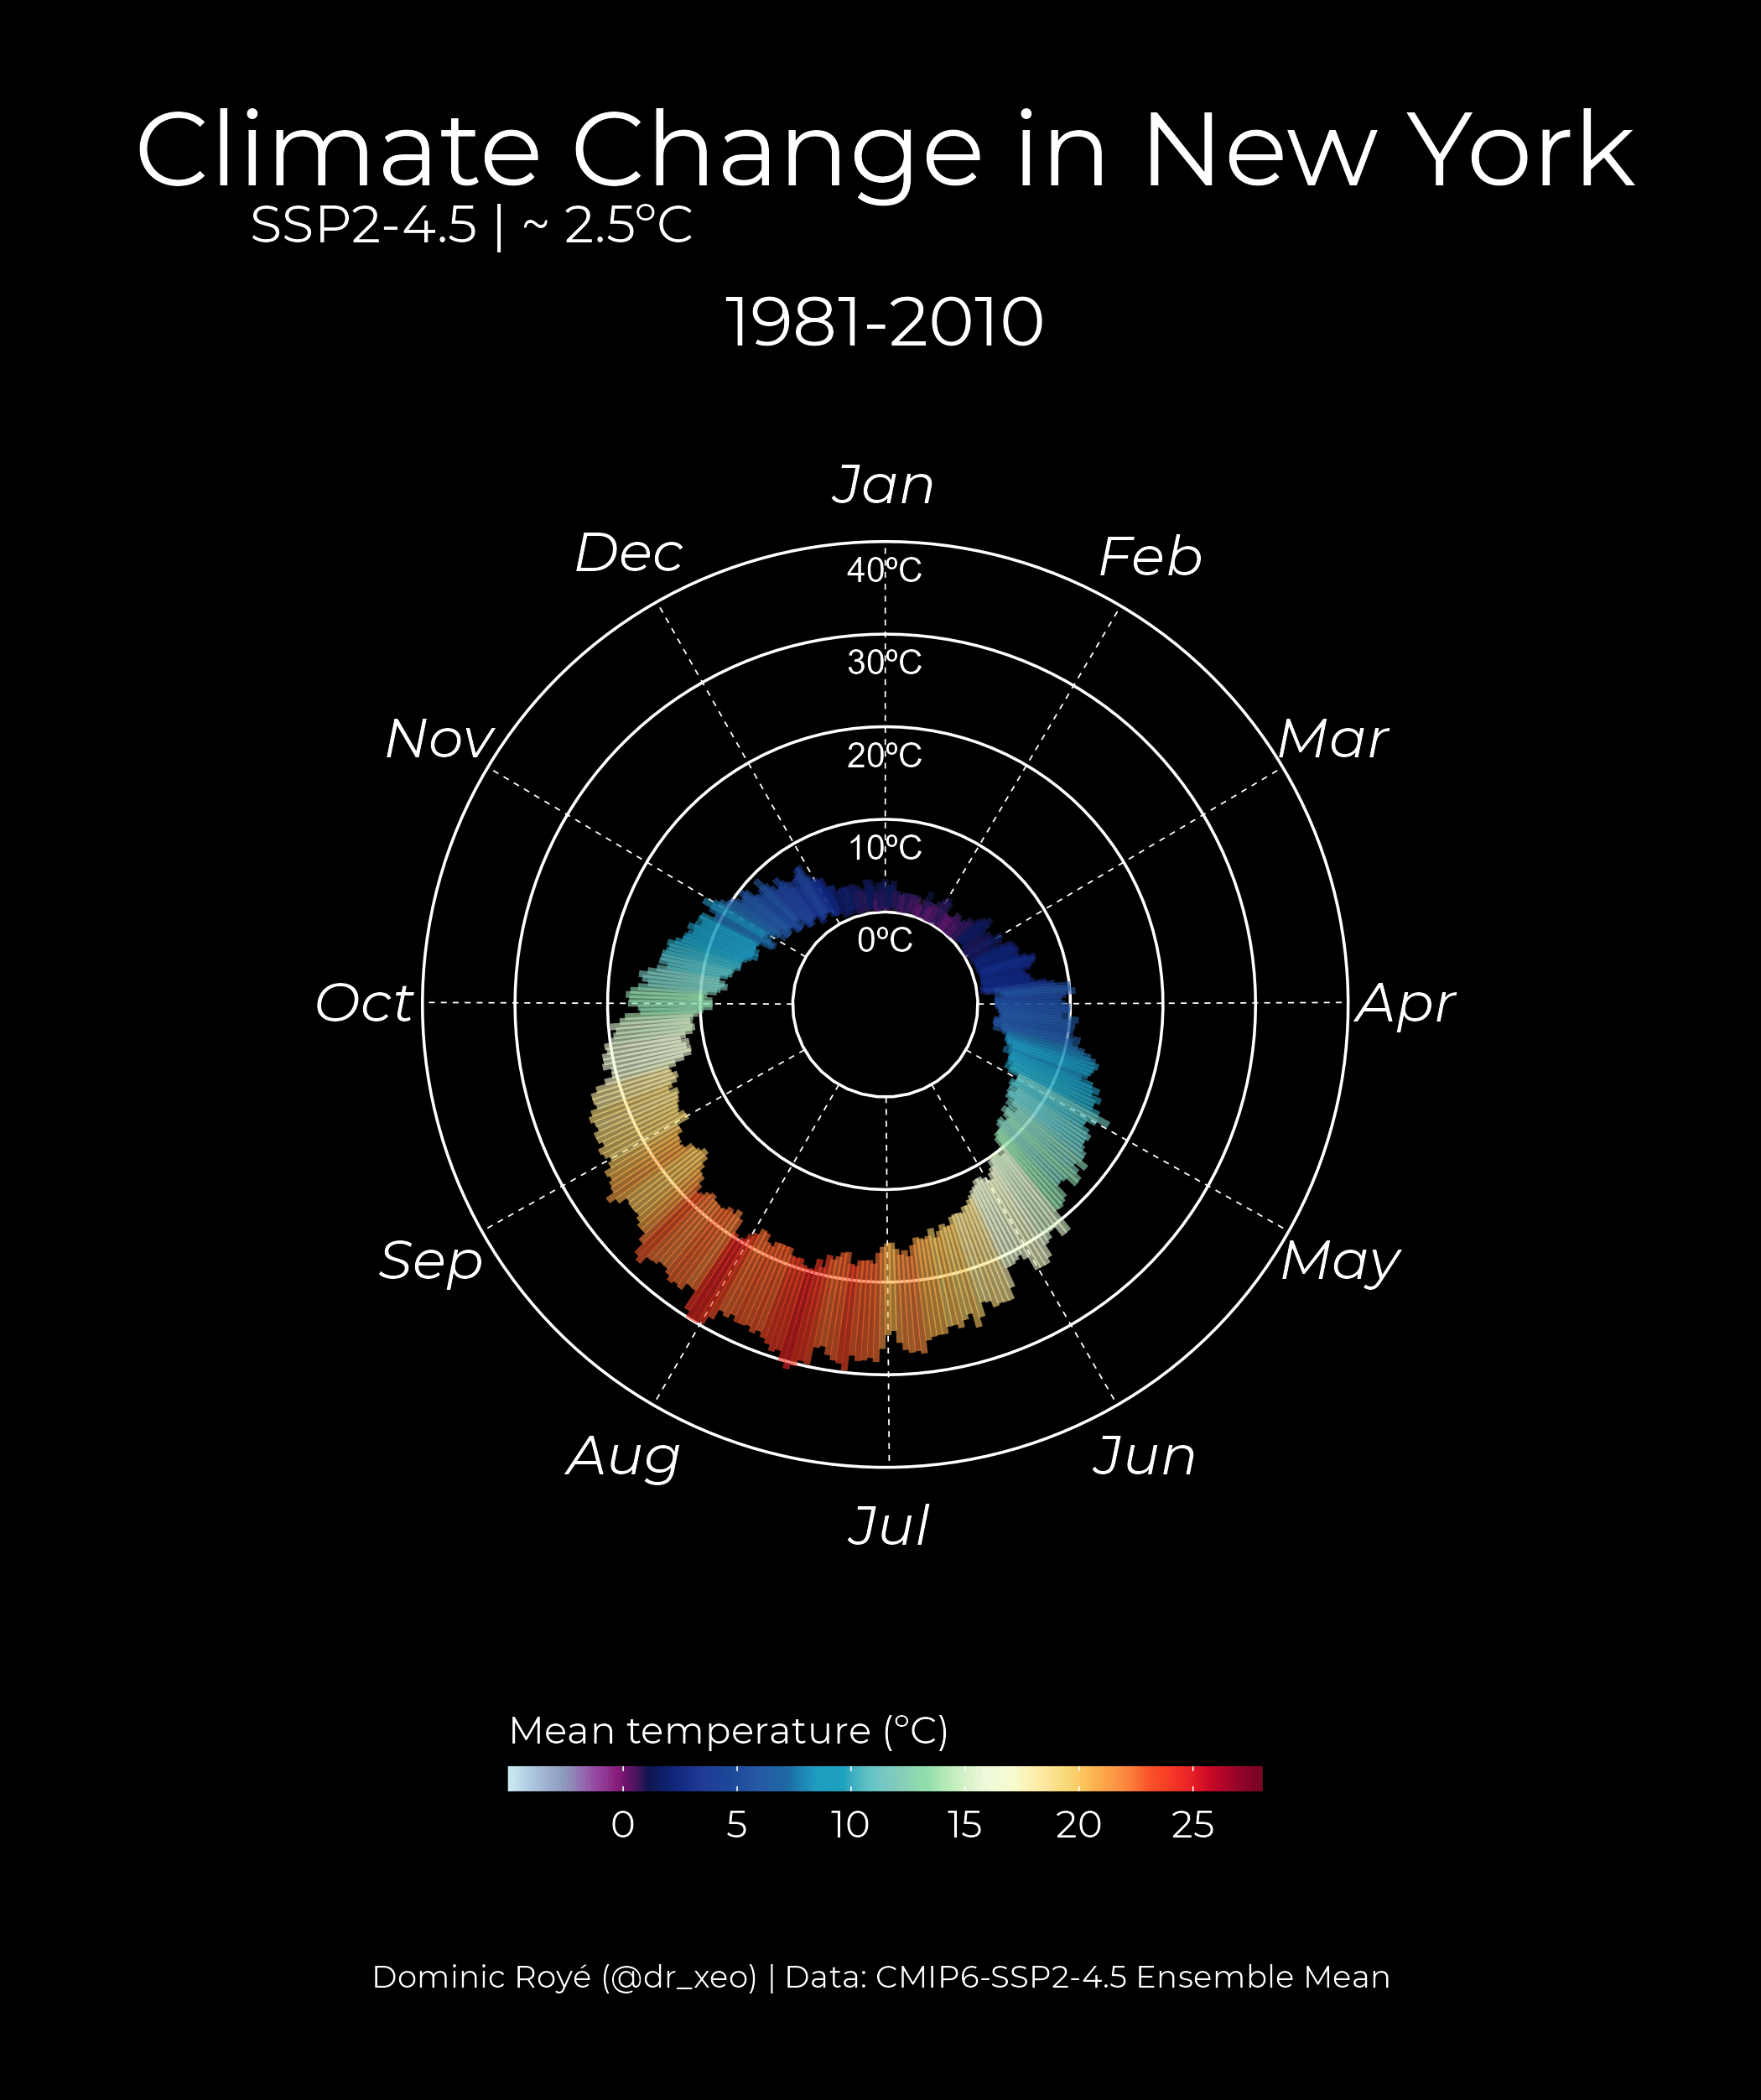 Climate Change in New York
SSP2-4.5 | ~ 2.5ºC
1981-2010
Jan
Dec
Feb
40ºC
30ºC
Nov
Mar
20ºC
10ºC
0ºC
Oct
Apr
Sep
May
Aug
Jun
Jul
Mean temperature (ºC)
0 5 10 15 20 25
Dominic Royé (@dr_xeo) | Data: CMIP6-SSP2-4.5 Ensemble Mean